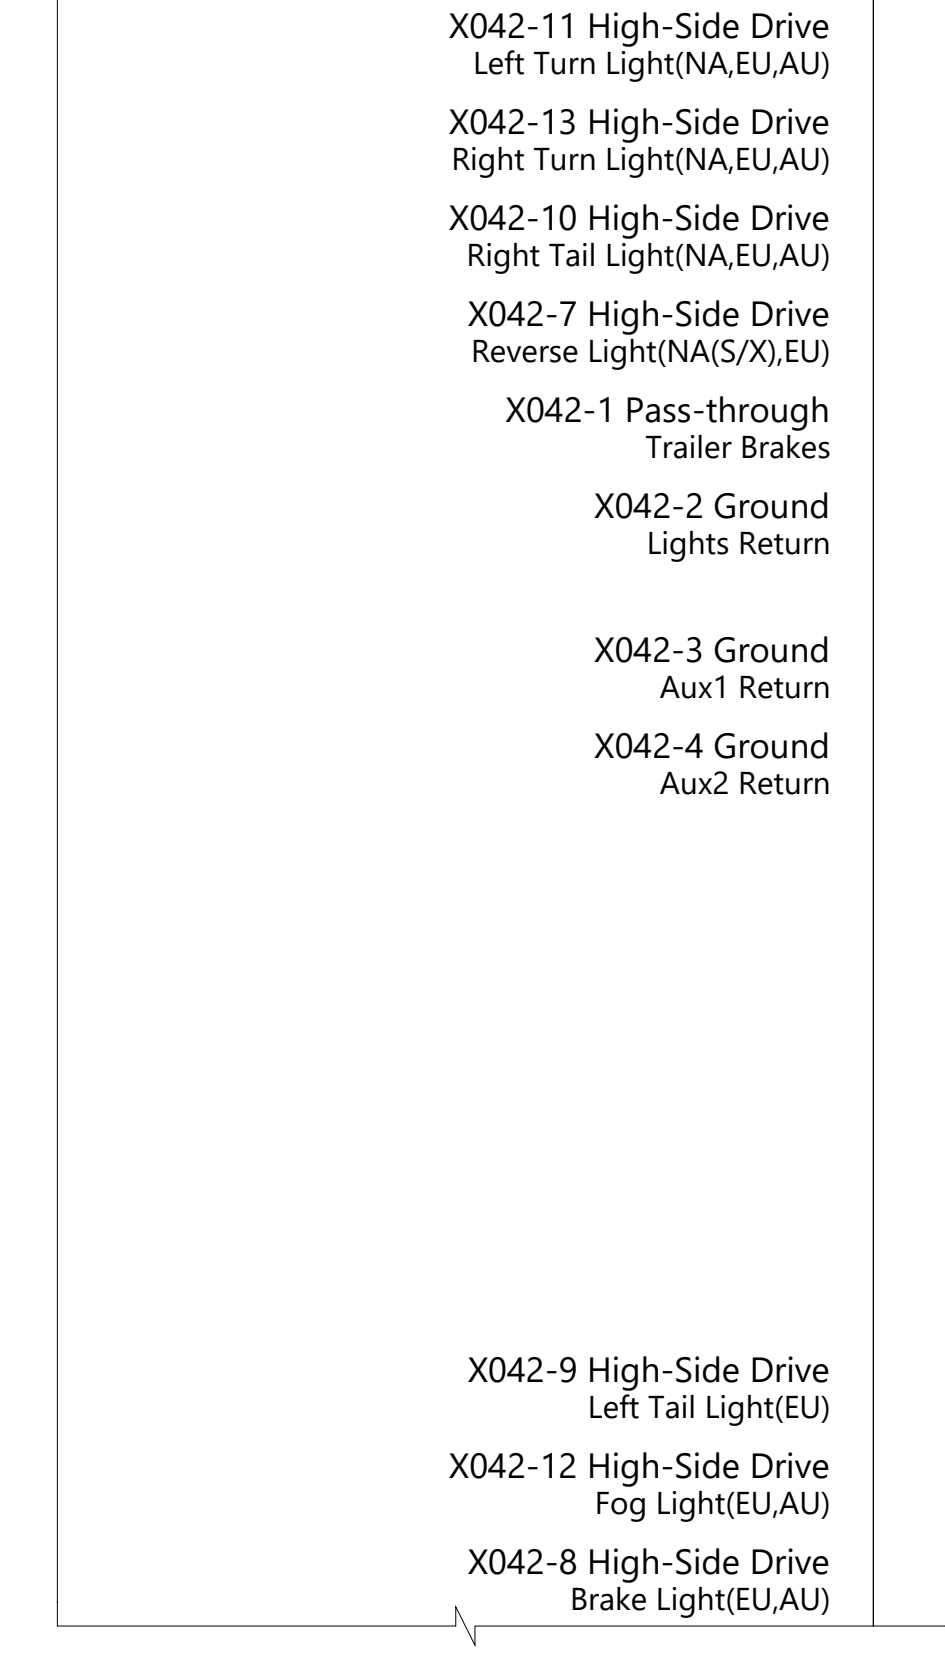 X042-11 High-Side Drive
Left Turn Light(NA,EU,AU)
X042-13 High-Side Drive
Right Turn Light(NA,EU,AU)
X042-10 High-Side Drive
Right Tail Light(NA,EU,AU)
X042-7 High-Side Drive
Reverse Light(NA(S/X),EU)
X042-1 Pass-through
Trailer Brakes
X042-2 Ground
Lights Return
X042-3 Ground
Aux1 Return
X042-4 Ground
Aux2 Return
X042-9 High-Side Drive
Left Tail Light(EU)
X042-12 High-Side Drive
Fog Light(EU,AU)
X042-8 High-Side Drive
Brake Light(EU,AU)